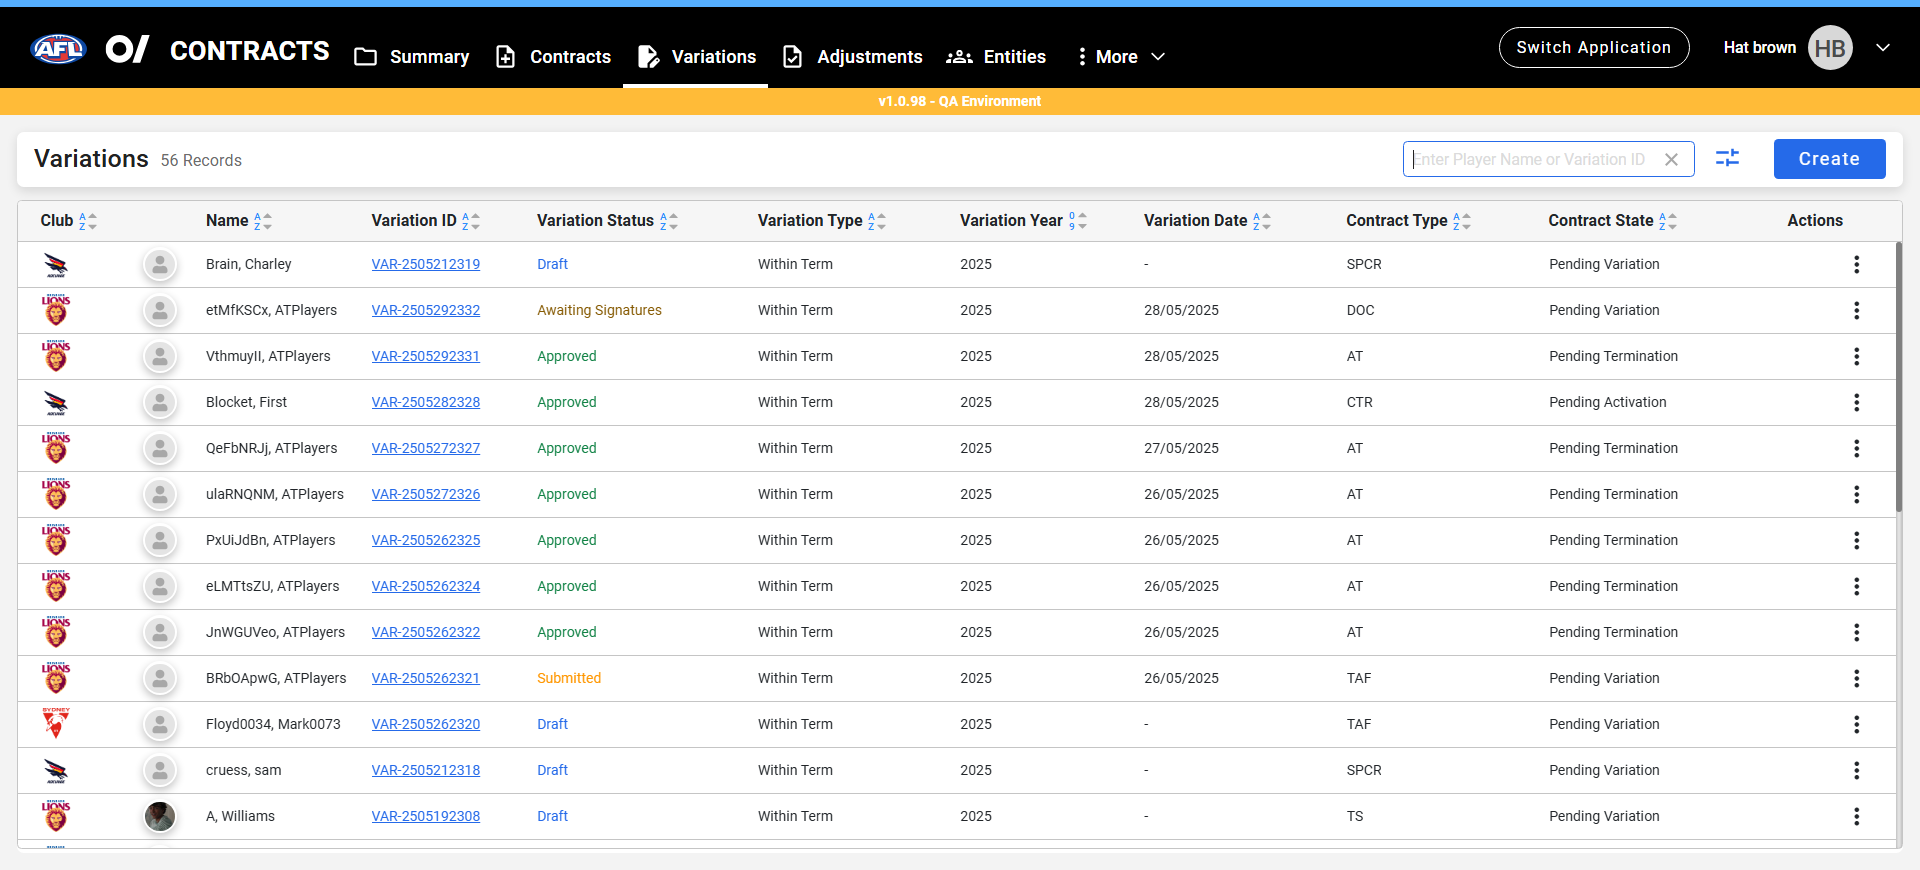 AFL CONTRACTS Summary Contracts Variations Adjustments Entities More Switch Application Hat brown HB
v1.0.98 - QA Environment
Variations 56 Records Enter Player Name or Variation ID Create
Club Name Variation ID Variation Status Variation Type Variation Year Variation Date Contract Type Contract State Actions
Brain, Charley VAR-2505212319 Draft Within Term 2025 - SPCR Pending Variation
LIONS etMfKSCx, ATPlayers VAR-2505292332 Awaiting Signatures Within Term 2025 28/05/2025 DOC Pending Variation
LIONS VthmuyII, ATPlayers VAR-2505292331 Approved Within Term 2025 28/05/2025 AT Pending Termination
Blocket, First VAR-2505282328 Approved Within Term 2025 28/05/2025 CTR Pending Activation
LIONS QeFbNRJj, ATPlayers VAR-2505272327 Approved Within Term 2025 27/05/2025 AT Pending Termination
LIONS ulaRNQNM, ATPlayers VAR-2505272326 Approved Within Term 2025 26/05/2025 AT Pending Termination
LIONS PxUiJdBn, ATPlayers VAR-2505262325 Approved Within Term 2025 26/05/2025 AT Pending Termination
LIONS eLMTtsZU, ATPlayers VAR-2505262324 Approved Within Term 2025 26/05/2025 AT Pending Termination
LIONS JnWGUVeo, ATPlayers VAR-2505262322 Approved Within Term 2025 26/05/2025 AT Pending Termination
LIONS BRbOApwG, ATPlayers VAR-2505262321 Submitted Within Term 2025 26/05/2025 TAF Pending Variation
SYDNEY Floyd0034, Mark0073 VAR-2505262320 Draft Within Term 2025 - TAF Pending Variation
cruess, sam VAR-2505212318 Draft Within Term 2025 - SPCR Pending Variation
LIONS A, Williams VAR-2505192308 Draft Within Term 2025 - TS Pending Variation